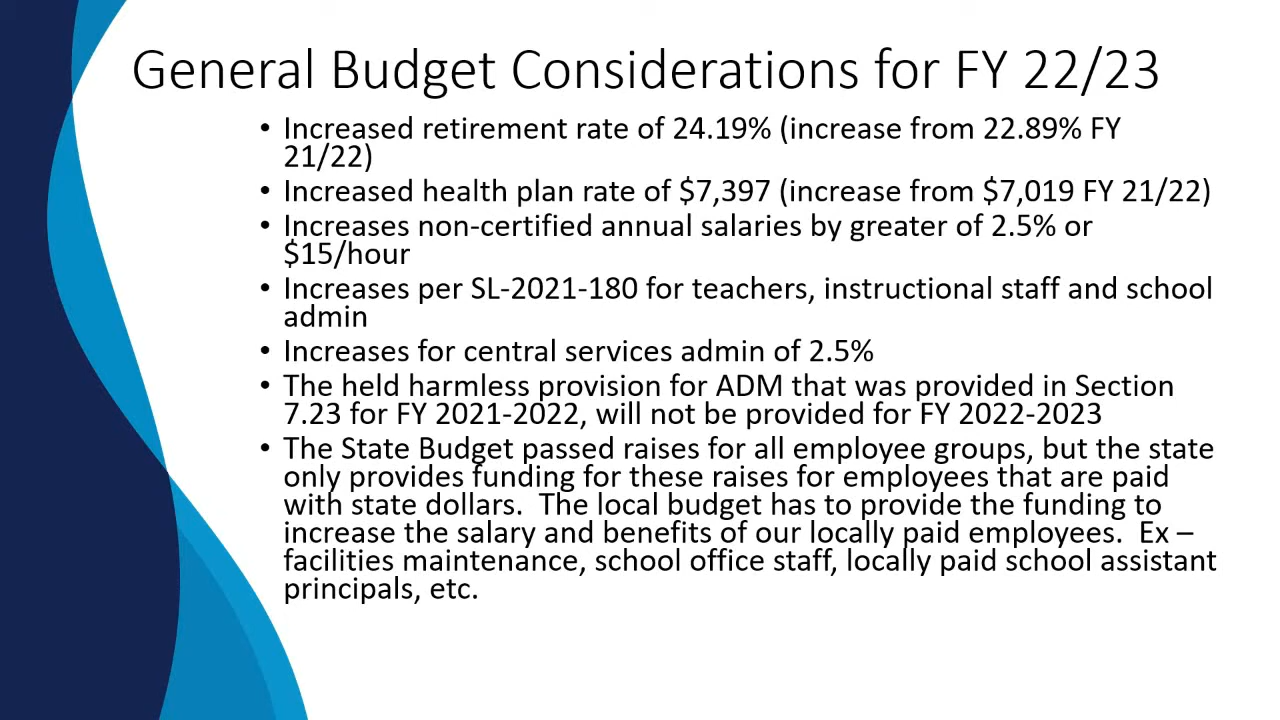 General Budget Considerations for FY 22/23
• Increased retirement rate of 24.19% (increase from 22.89% FY
21/22)
• Increased health plan rate of $7,397 (increase from $7,019 FY 21/22)
• Increases non-certified annual salaries by greater of 2.5% or
$15/hour
• Increases per SL-2021-180 for teachers, instructional staff and school
admin
• Increases for central services admin of 2.5%
• The held harmless provision for ADM that was provided in Section
7.23 for FY 2021-2022, will not be provided for FY 2022-2023
• The State Budget passed raises for all employee groups, but the state
only provides funding for these raises for employees that are paid
with state dollars.  The local budget has to provide the funding to
increase the salary and benefits of our locally paid employees.  Ex –
facilities maintenance, school office staff, locally paid school assistant
principals, etc.